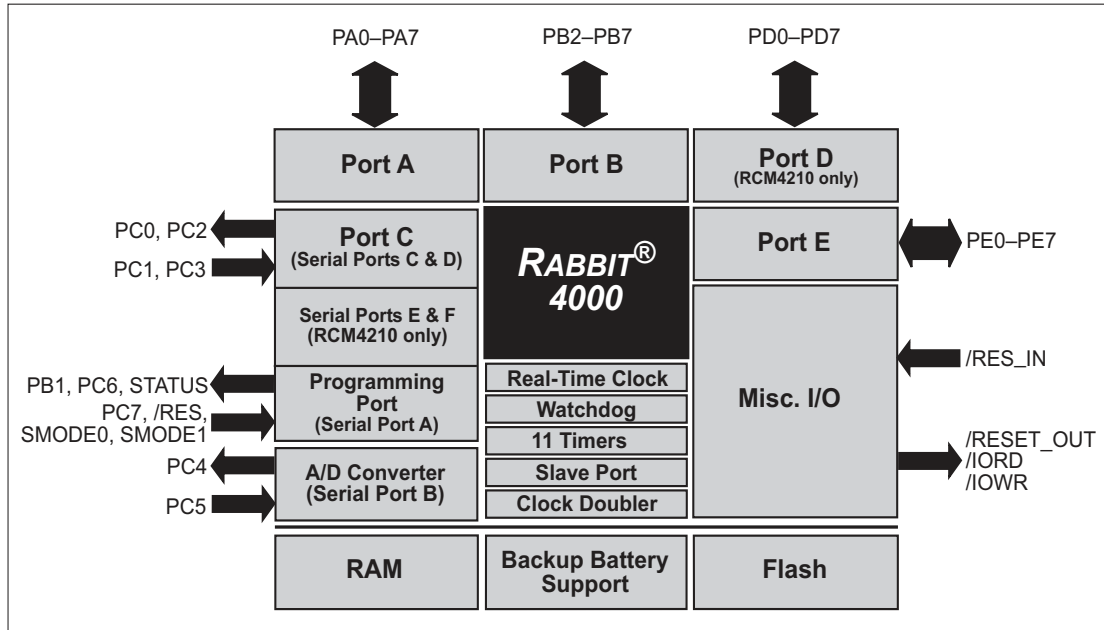 PA0–PA7
PB2–PB7
PD0–PD7
Port A
Port B
Port D
(RCM4210 only)
PC0, PC2
PC1, PC3
Port C
(Serial Ports C & D)
RABBIT®
4000
Port E
PE0–PE7
Serial Ports E & F
(RCM4210 only)
PB1, PC6, STATUS
PC7, /RES,
SMODE0, SMODE1
Programming
Port
(Serial Port A)
Real-Time Clock
Watchdog
11 Timers
Slave Port
Clock Doubler
Misc. I/O
/RES_IN
/RESET_OUT
/IORD
/IOWR
PC4
PC5
A/D Converter
(Serial Port B)
RAM
Backup Battery
Support
Flash